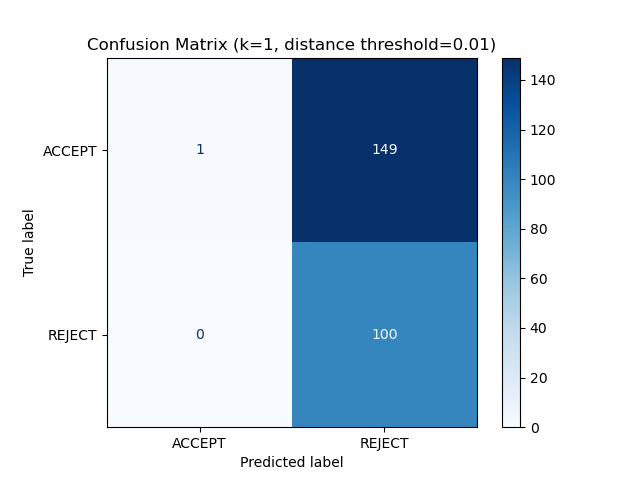 Confusion Matrix (k=1, distance threshold=0.01)
ACCEPT
1
149
REJECT
0
100
True label
ACCEPT
REJECT
Predicted label
140
120
100
80
60
40
20
0